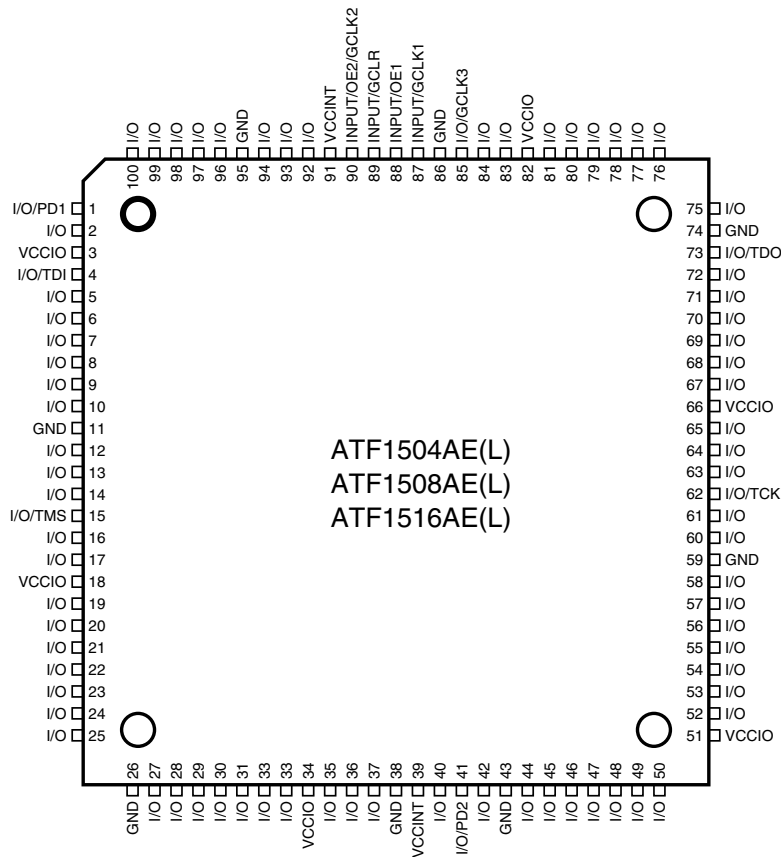 I/O
I/O
I/O
I/O
I/O
GND
I/O
I/O
I/O
VCCINT
INPUT/OE2/GCLK2
INPUT/GCLR
INPUT/OE1
INPUT/GCLK1
GND
I/O/GCLK3
I/O
I/O
VCCIO
I/O
I/O
I/O
I/O
I/O
I/O
100
99
98
97
96
95
94
93
92
91
90
89
88
87
86
85
84
83
82
81
80
79
78
77
76
I/O/PD1 1 75 I/O
I/O 2 74 GND
VCCIO 3 73 I/O/TDO
I/O/TDI 4 72 I/O
I/O 5 71 I/O
I/O 6 70 I/O
I/O 7 69 I/O
I/O 8 68 I/O
I/O 9 67 I/O
I/O 10 66 VCCIO
GND 11 65 I/O
I/O 12 64 I/O
I/O 13 63 I/O
I/O 14 62 I/O/TCK
I/O/TMS 15 61 I/O
I/O 16 60 I/O
I/O 17 59 GND
VCCIO 18 58 I/O
I/O 19 57 I/O
I/O 20 56 I/O
I/O 21 55 I/O
I/O 22 54 I/O
I/O 23 53 I/O
I/O 24 52 I/O
I/O 25 51 VCCIO
ATF1504AE(L)
ATF1508AE(L)
ATF1516AE(L)
26
27
28
29
30
31
33
33
34
35
36
37
38
39
40
41
42
43
44
45
46
47
48
49
50
GND
I/O
I/O
I/O
I/O
I/O
I/O
I/O
VCCIO
I/O
I/O
I/O
GND
VCCINT
I/O
I/O/PD2
I/O
GND
I/O
I/O
I/O
I/O
I/O
I/O
I/O